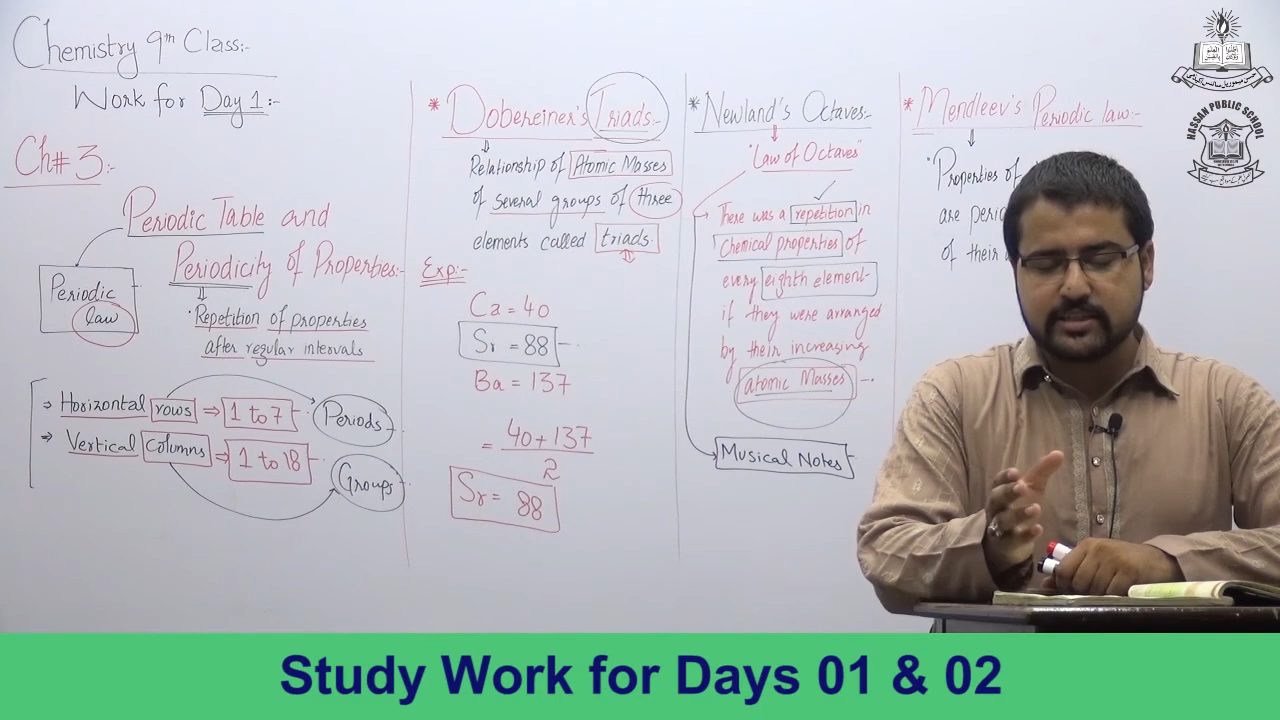 Chemistry 9th Class:-
Work for Day 1:-
Ch# 3:-
Periodic Table and
Periodicity of Properties:-
Periodic
law
· Repetition of properties
after regular intervals
⇒ Horizontal rows ⇒ 1 to 7
Periods
⇒ Vertical Columns ⇒ 1 to 18
Groups
* Dobereiner's Triads:-
Relationship of Atomic Masses
of several groups of three
elements called triads.
Exp:-
Ca = 40
Sr = 88
Ba = 137
= 40+137
2
Sr = 88
* Newland's Octaves:-
"Law of Octaves"
There was a repetition in
Chemical properties of
every eighth element
if they were arranged
by their increasing
atomic Masses
Musical Notes
* Mendleev's Periodic law:-
"Properties of
are
of their
HASSAN PUBLIC SCHOOL
Study Work for Days 01 & 02